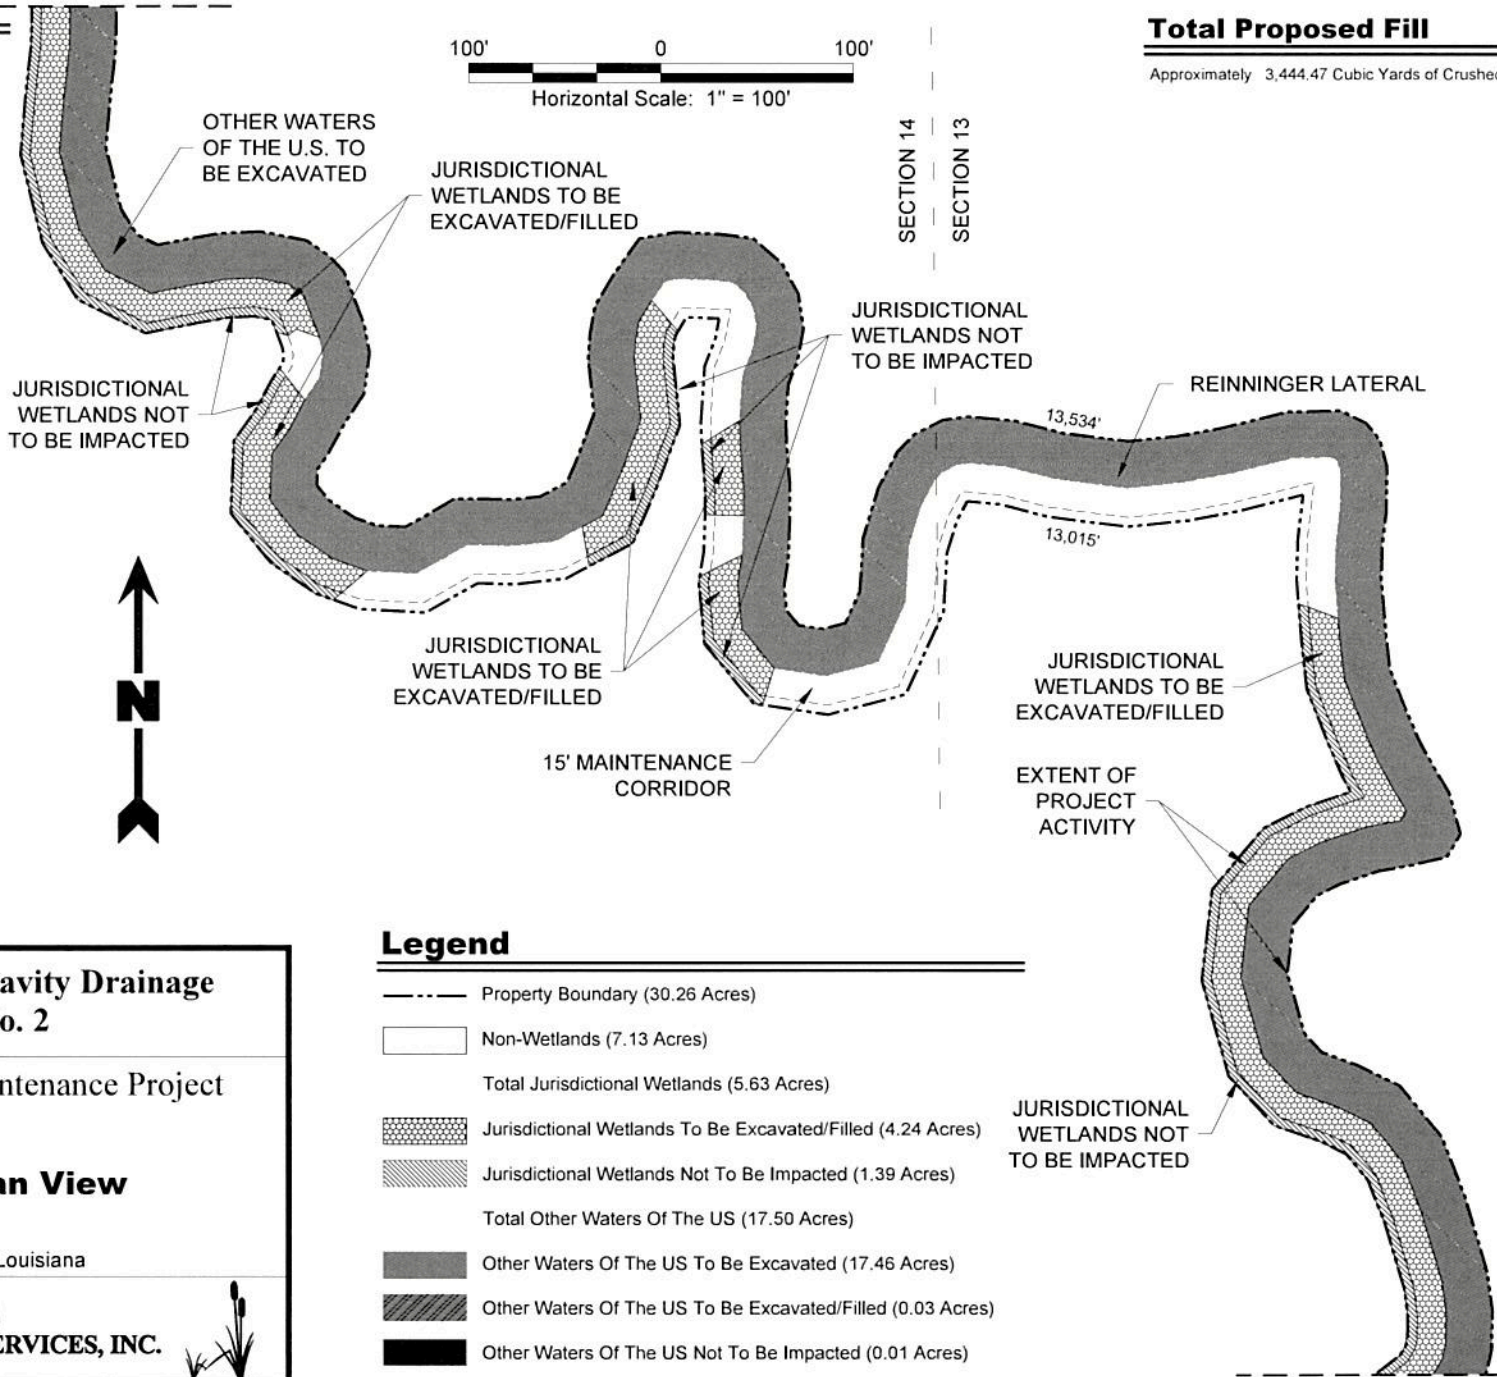 Total Proposed Fill
Approximately 3,444.47 Cubic Yards of Crushed
100' 0 100'
Horizontal Scale: 1" = 100'
SECTION 14
SECTION 13
OTHER WATERS
OF THE U.S. TO
BE EXCAVATED
JURISDICTIONAL
WETLANDS TO BE
EXCAVATED/FILLED
JURISDICTIONAL
WETLANDS NOT
TO BE IMPACTED
JURISDICTIONAL
WETLANDS NOT
TO BE IMPACTED
REINNINGER LATERAL
13,534'
13,015'
JURISDICTIONAL
WETLANDS TO BE
EXCAVATED/FILLED
JURISDICTIONAL
WETLANDS TO BE
EXCAVATED/FILLED
N
15' MAINTENANCE
CORRIDOR
EXTENT OF
PROJECT
ACTIVITY
JURISDICTIONAL
WETLANDS NOT
TO BE IMPACTED
avity Drainage
o. 2
ntenance Project
an View
Louisiana
ERVICES, INC.
Legend
Property Boundary (30.26 Acres)
Non-Wetlands (7.13 Acres)
Total Jurisdictional Wetlands (5.63 Acres)
Jurisdictional Wetlands To Be Excavated/Filled (4.24 Acres)
Jurisdictional Wetlands Not To Be Impacted (1.39 Acres)
Total Other Waters Of The US (17.50 Acres)
Other Waters Of The US To Be Excavated (17.46 Acres)
Other Waters Of The US To Be Excavated/Filled (0.03 Acres)
Other Waters Of The US Not To Be Impacted (0.01 Acres)